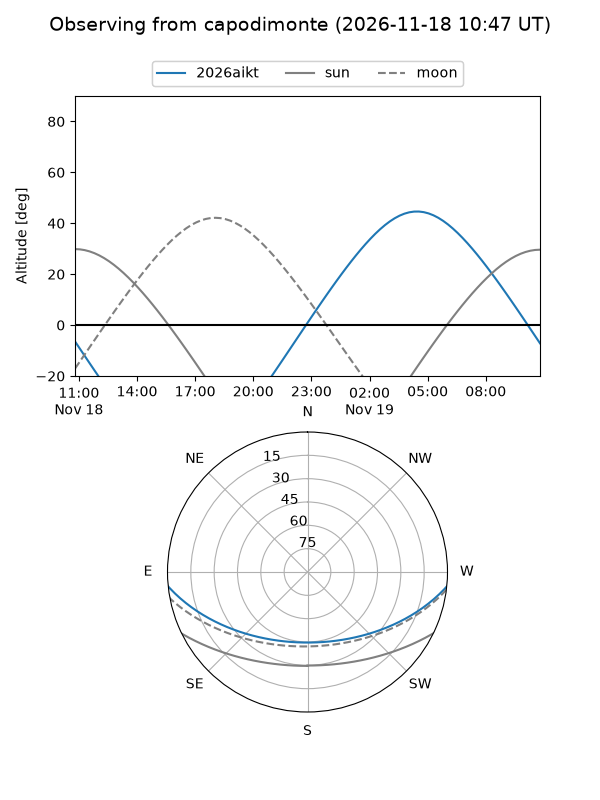 Observing from capodimonte (2026-11-18 10:47 UT)
2026aikt sun moon
Altitude [deg]
80
60
40
20
0
−20
11:00 14:00 17:00 20:00 23:00 02:00 05:00 08:00
Nov 18 Nov 19
N
NE NW
15
30
45
60
75
E W
SE SW
S